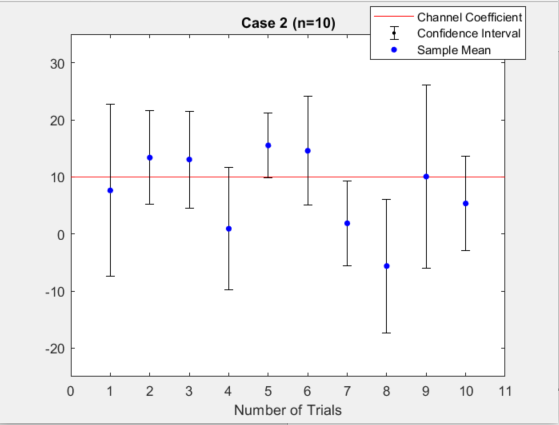 Case 2 (n=10)
Channel Coefficient
Confidence Interval
Sample Mean
30
20
10
0
-10
-20
0 1 2 3 4 5 6 7 8 9 10 11
Number of Trials